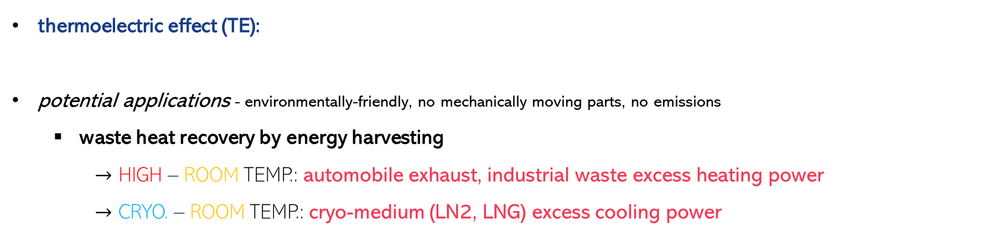 • thermoelectric effect (TE):
• potential applications - environmentally-friendly, no mechanically moving parts, no emissions
▪ waste heat recovery by energy harvesting
→ HIGH – ROOM TEMP.: automobile exhaust, industrial waste excess heating power
→ CRYO. – ROOM TEMP.: cryo-medium (LN2, LNG) excess cooling power